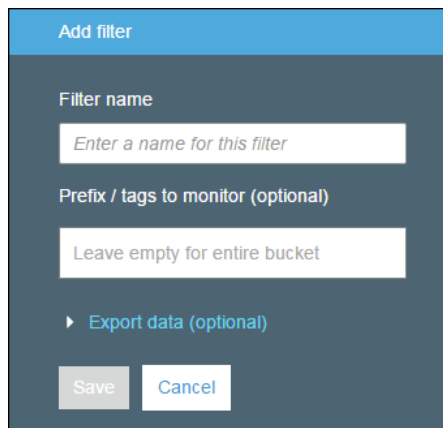 Add filter
Filter name
Enter a name for this filter
Prefix / tags to monitor (optional)
Leave empty for entire bucket
Export data (optional)
Save Cancel